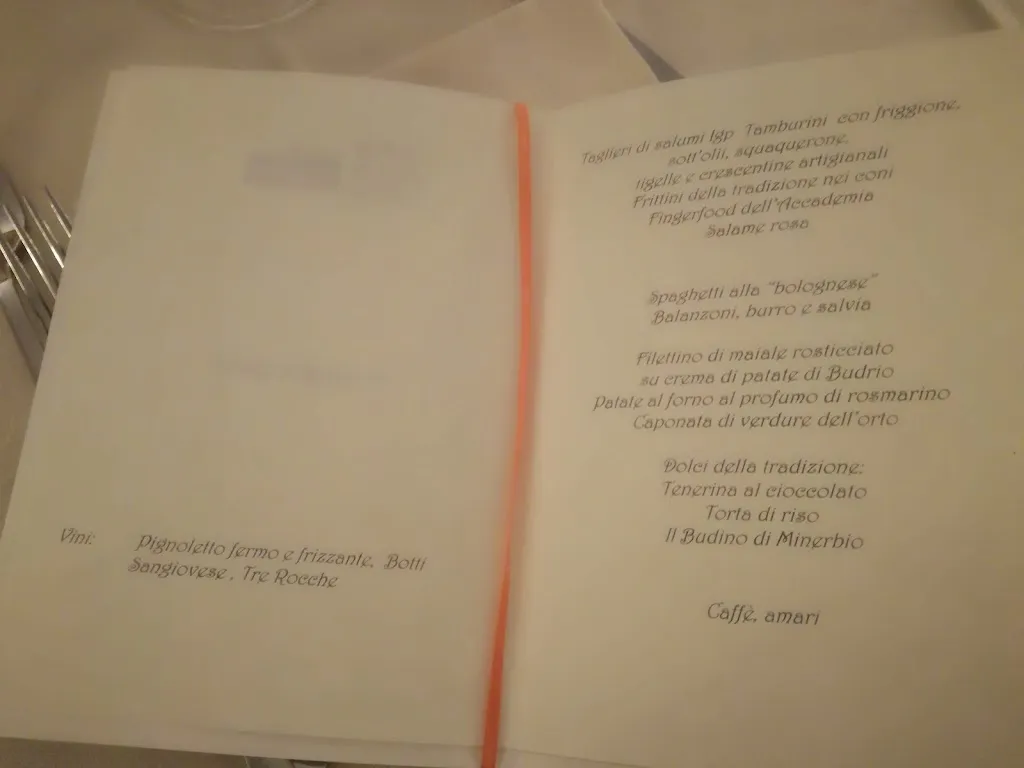 Vini: Pignoletto fermo e frizzante, Botti
Sangiovese , Tre Rocche
Taglieri di salumi Igp Tamburini con friggione,
sott'olii, squaquerone,
tigelle e crescentine artigianali
Frittini della tradizione nei coni
Fingerfood dell'Accademia
Salame rosa
Spaghetti alla "bolognese"
Balanzoni, burro e salvia
Filettino di maiale rosticciato
su crema di patate di Budrio
Patate al forno al profumo di rosmarino
Caponata di verdure dell'orto
Dolci della tradizione:
Tenerina al cioccolato
Torta di riso
Il Budino di Minerbio
Caffè, amari